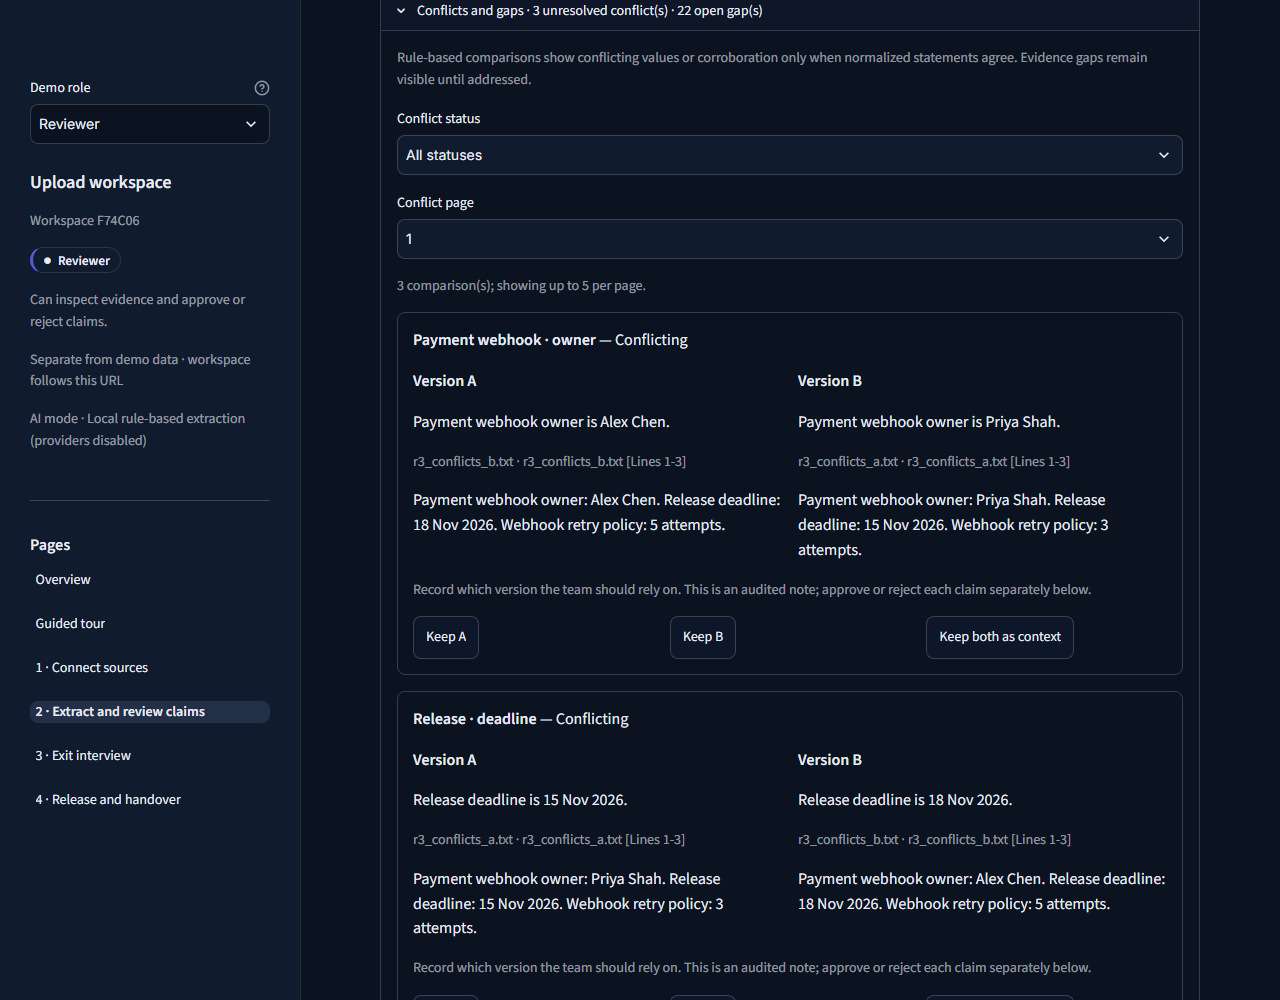 Demo role
Reviewer
Upload workspace
Workspace F74C06
Reviewer
Can inspect evidence and approve or
reject claims.
Separate from demo data · workspace
follows this URL
AI mode · Local rule-based extraction
(providers disabled)
Pages
Overview
Guided tour
1 · Connect sources
2 · Extract and review claims
3 · Exit interview
4 · Release and handover
Conflicts and gaps · 3 unresolved conflict(s) · 22 open gap(s)
Rule-based comparisons show conflicting values or corroboration only when normalized statements agree. Evidence gaps remain
visible until addressed.
Conflict status
All statuses
Conflict page
1
3 comparison(s); showing up to 5 per page.
Payment webhook · owner — Conflicting
Version A
Payment webhook owner is Alex Chen.
r3_conflicts_b.txt · r3_conflicts_b.txt [Lines 1-3]
Payment webhook owner: Alex Chen. Release deadline:
18 Nov 2026. Webhook retry policy: 5 attempts.
Version B
Payment webhook owner is Priya Shah.
r3_conflicts_a.txt · r3_conflicts_a.txt [Lines 1-3]
Payment webhook owner: Priya Shah. Release
deadline: 15 Nov 2026. Webhook retry policy: 3
attempts.
Record which version the team should rely on. This is an audited note; approve or reject each claim separately below.
Keep A
Keep B
Keep both as context
Release · deadline — Conflicting
Version A
Release deadline is 15 Nov 2026.
r3_conflicts_a.txt · r3_conflicts_a.txt [Lines 1-3]
Payment webhook owner: Priya Shah. Release
deadline: 15 Nov 2026. Webhook retry policy: 3
attempts.
Version B
Release deadline is 18 Nov 2026.
r3_conflicts_b.txt · r3_conflicts_b.txt [Lines 1-3]
Payment webhook owner: Alex Chen. Release deadline:
18 Nov 2026. Webhook retry policy: 5 attempts.
Record which version the team should rely on. This is an audited note; approve or reject each claim separately below.